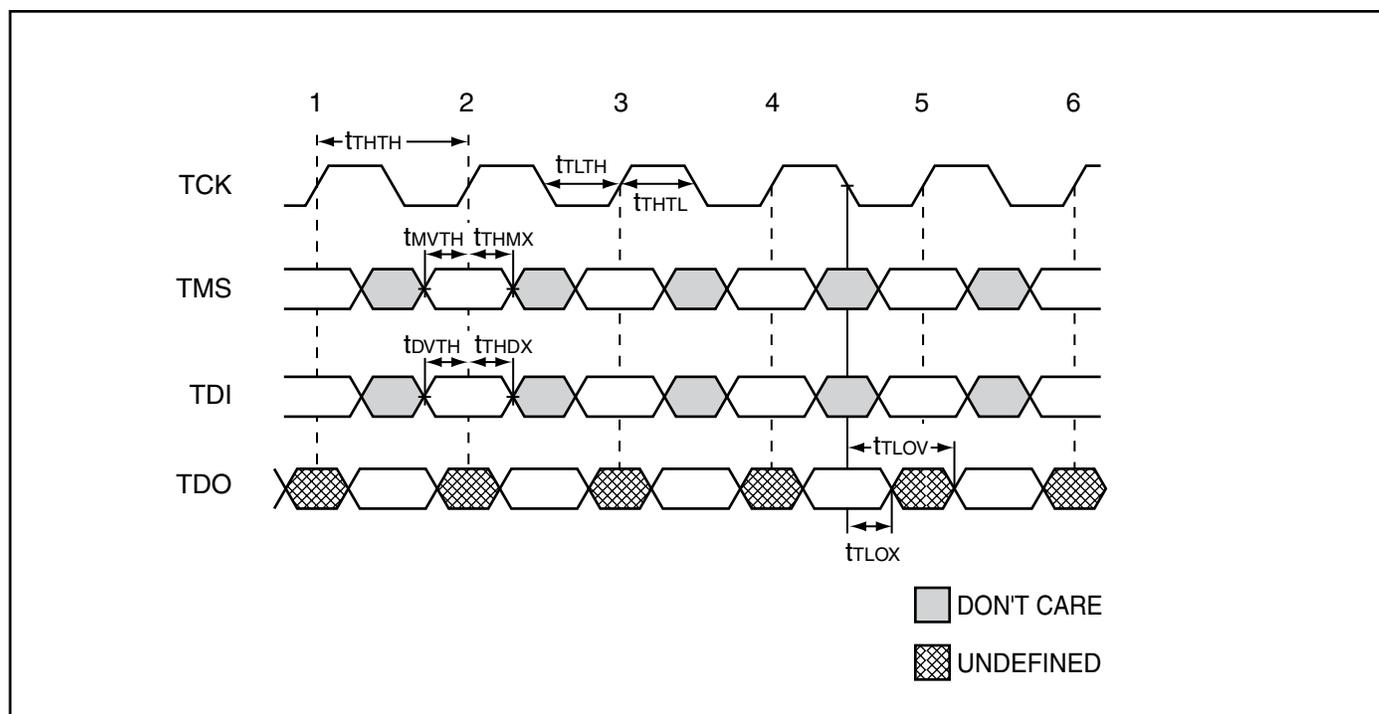 1 2 3 4 5 6
tTHTH
TCK
tTLTH
tTHTL
tMVTH tTHMX
TMS
tDVTH tTHDX
TDI
tTLOV
TDO
tTLOX
DON'T CARE
UNDEFINED